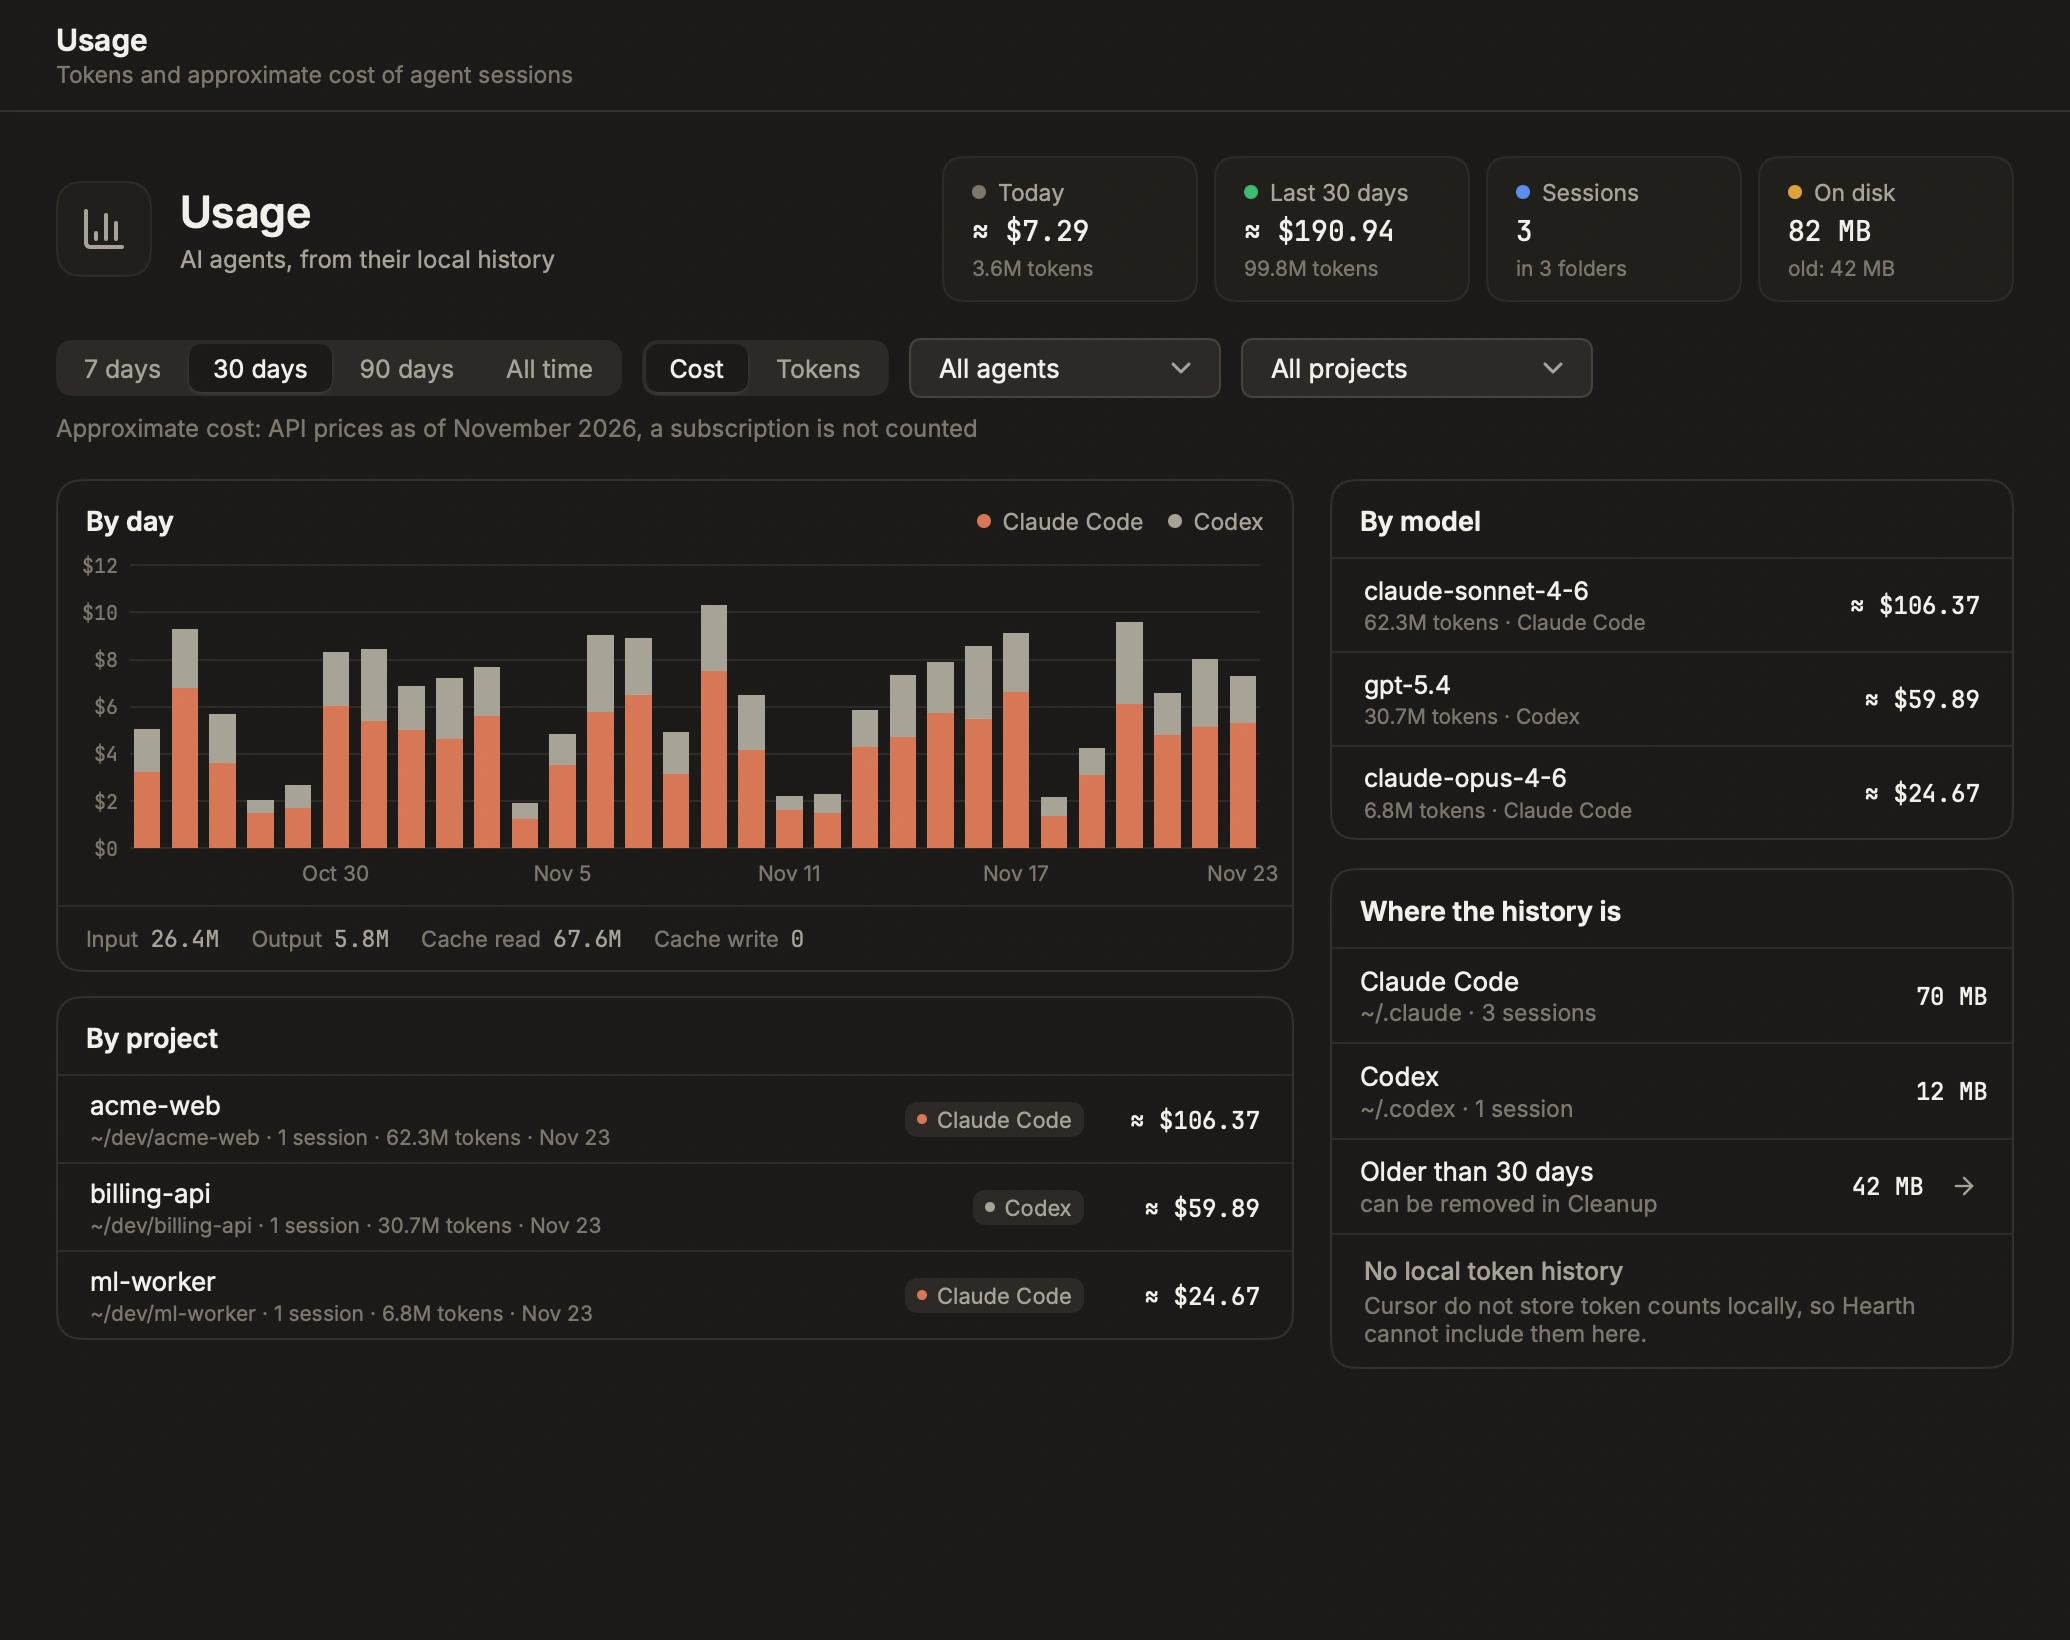 Usage
Tokens and approximate cost of agent sessions
Usage
AI agents, from their local history
Today
≈ $7.29
3.6M tokens
Last 30 days
≈ $190.94
99.8M tokens
Sessions
3
in 3 folders
On disk
82 MB
old: 42 MB
7 days 30 days 90 days All time Cost Tokens All agents All projects
Approximate cost: API prices as of November 2026, a subscription is not counted
By day
Claude Code Codex
$12
$10
$8
$6
$4
$2
$0
Oct 30 Nov 5 Nov 11 Nov 17 Nov 23
Input 26.4M Output 5.8M Cache read 67.6M Cache write 0
By project
acme-web
~/dev/acme-web · 1 session · 62.3M tokens · Nov 23
Claude Code ≈ $106.37
billing-api
~/dev/billing-api · 1 session · 30.7M tokens · Nov 23
Codex ≈ $59.89
ml-worker
~/dev/ml-worker · 1 session · 6.8M tokens · Nov 23
Claude Code ≈ $24.67
By model
claude-sonnet-4-6
62.3M tokens · Claude Code
≈ $106.37
gpt-5.4
30.7M tokens · Codex
≈ $59.89
claude-opus-4-6
6.8M tokens · Claude Code
≈ $24.67
Where the history is
Claude Code
~/.claude · 3 sessions
70 MB
Codex
~/.codex · 1 session
12 MB
Older than 30 days
can be removed in Cleanup
42 MB →
No local token history
Cursor do not store token counts locally, so Hearth
cannot include them here.